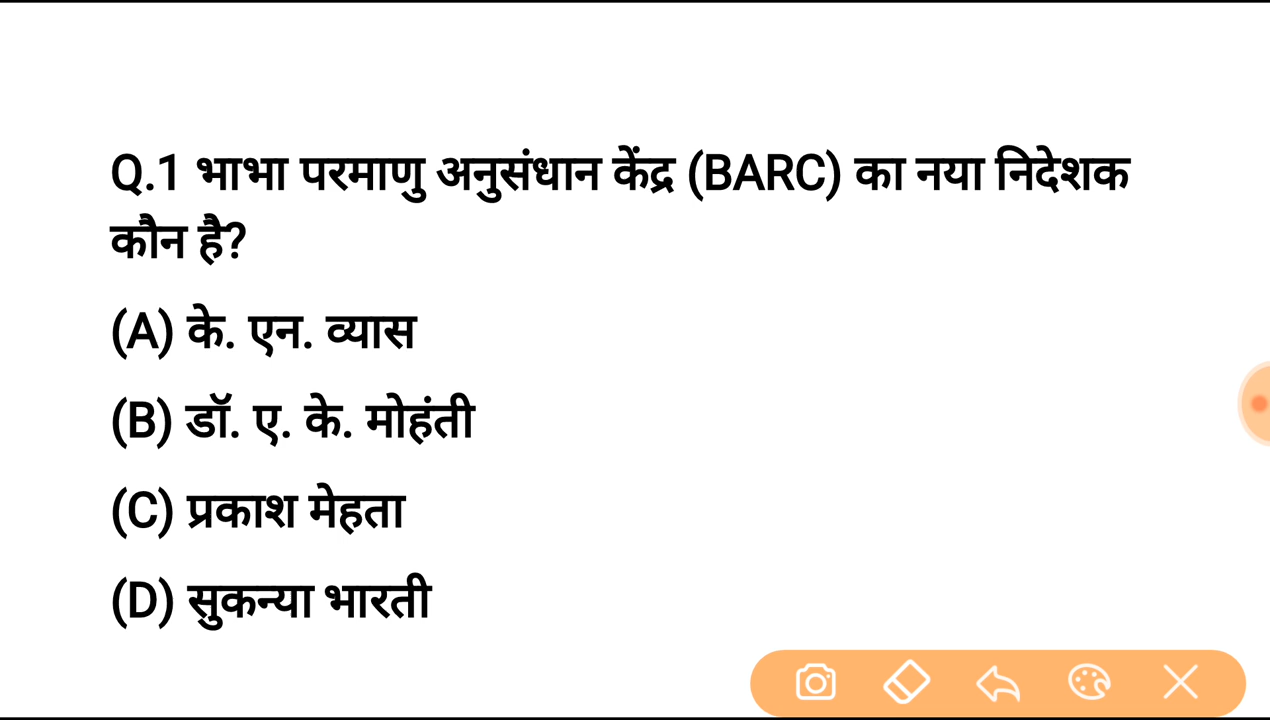 Q.1 भाभा परमाणु अनुसंधान केंद्र (BARC) का नया निदेशक
कौन है?
(A) के. एन. व्यास
(B) डॉ. ए. के. मोहंती
(C) प्रकाश मेहता
(D) सुकन्या भारती